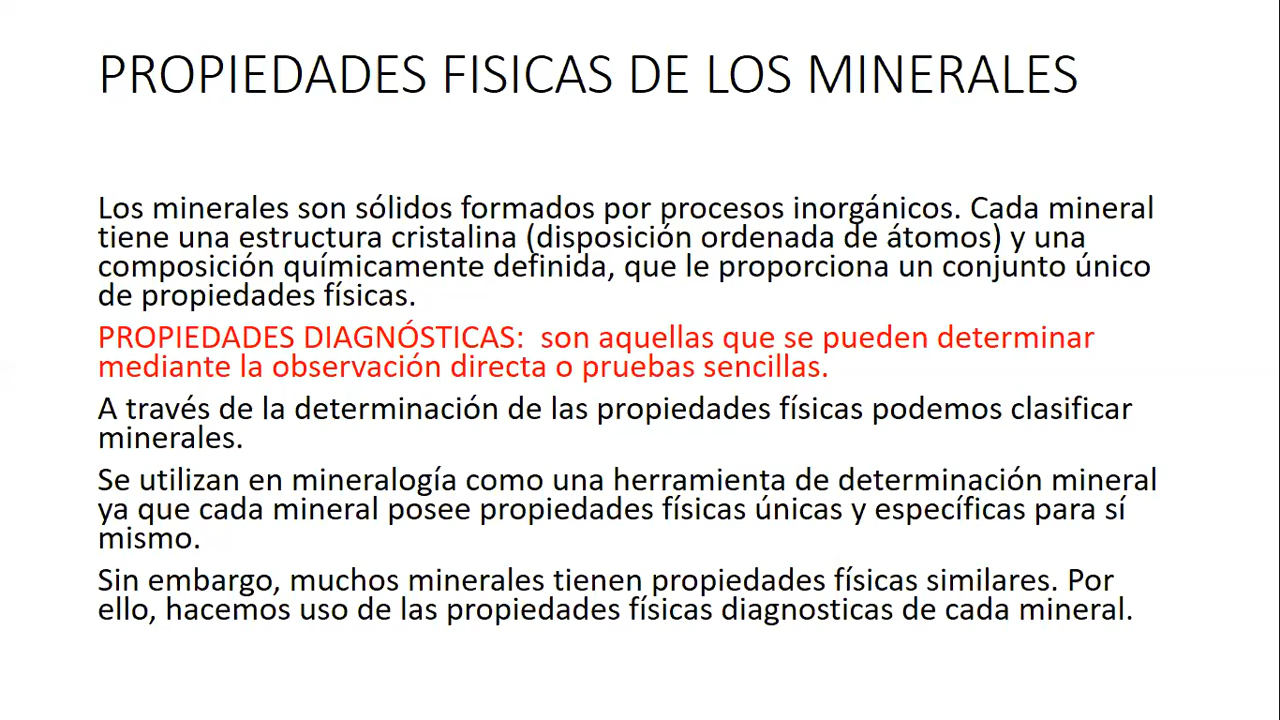 PROPIEDADES FISICAS DE LOS MINERALES
Los minerales son sólidos formados por procesos inorgánicos. Cada mineral
tiene una estructura cristalina (disposición ordenada de átomos) y una
composición químicamente definida, que le proporciona un conjunto único
de propiedades físicas.
PROPIEDADES DIAGNÓSTICAS:  son aquellas que se pueden determinar
mediante la observación directa o pruebas sencillas.
A través de la determinación de las propiedades físicas podemos clasificar
minerales.
Se utilizan en mineralogía como una herramienta de determinación mineral
ya que cada mineral posee propiedades físicas únicas y específicas para sí
mismo.
Sin embargo, muchos minerales tienen propiedades físicas similares. Por
ello, hacemos uso de las propiedades físicas diagnosticas de cada mineral.